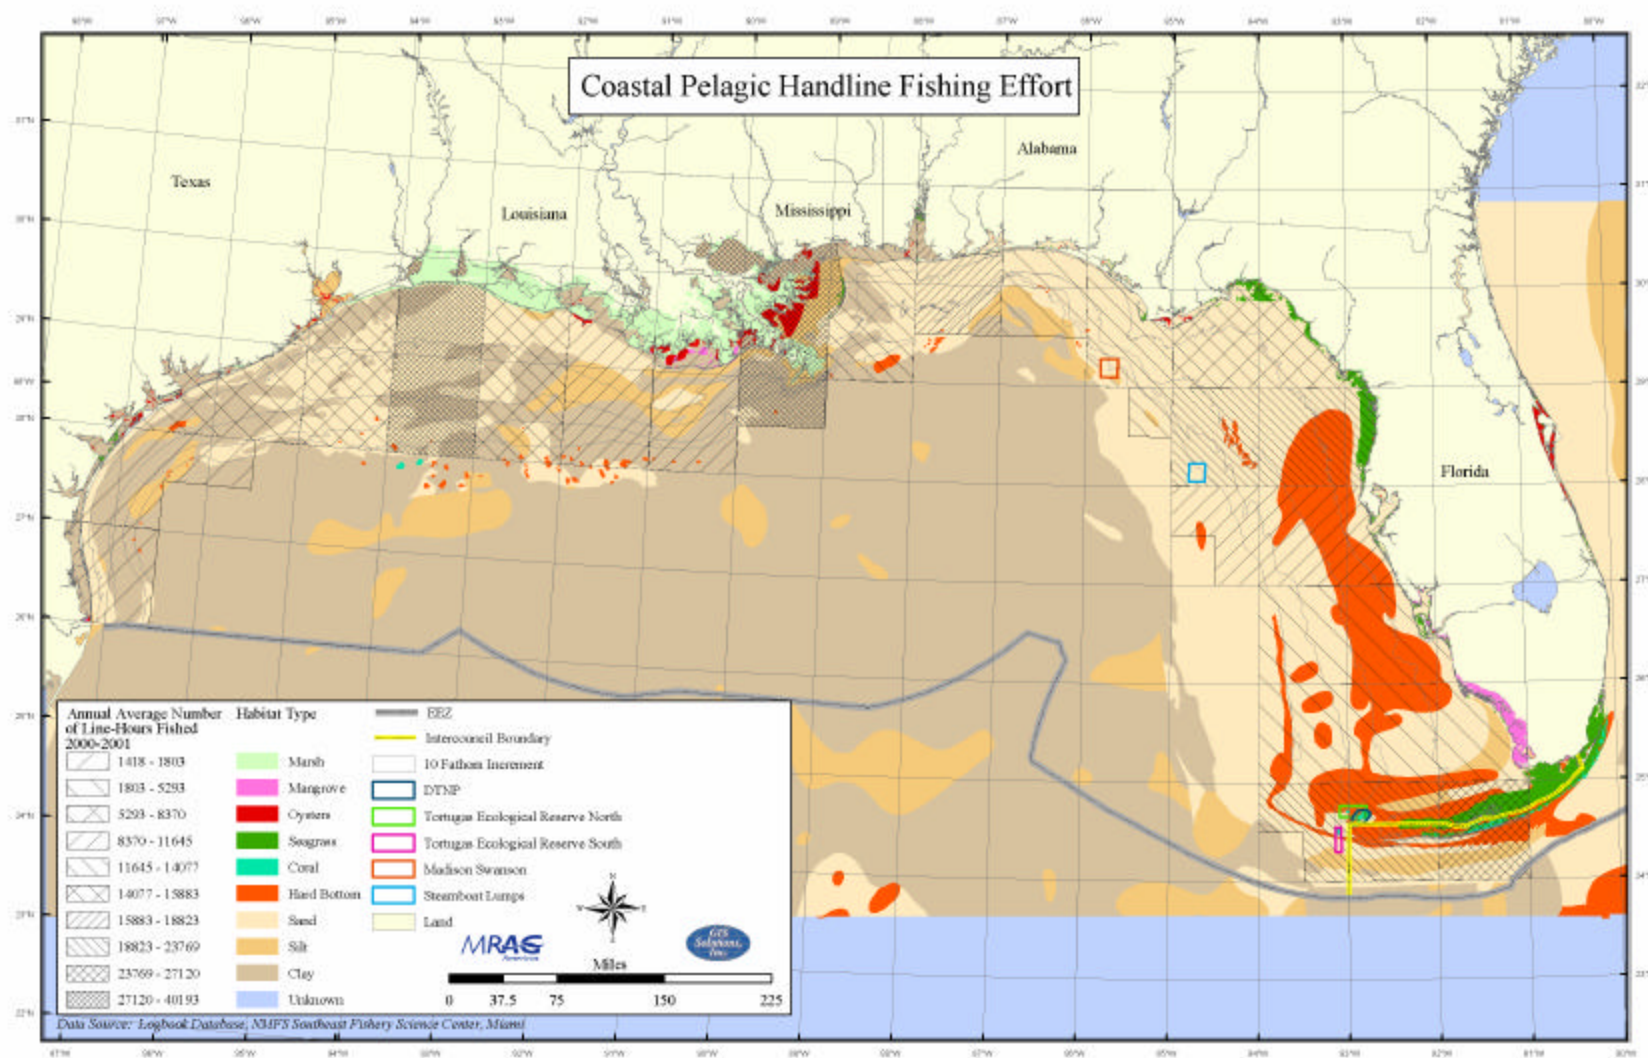 Coastal Pelagic Handline Fishing Effort
Alabama
Texas
Mississippi
Louisiana
Florida
Annual Average Number
of Line-Hours Fished
2000-2001
1418 - 1803
1803 - 5293
5293 - 8370
8370 - 11645
11645 - 14077
14077 - 15883
15883 - 18823
18823 - 23769
23769 - 27120
27120 - 40193
Habitat Type
Marsh
Mangrove
Oysters
Seagrass
Coral
Hard Bottom
Sand
Silt
Clay
Unknown
EEZ
Intercouncil Boundary
10 Fathom Increment
DTNP
Tortugas Ecological Reserve North
Tortugas Ecological Reserve South
Madison Swanson
Steamboat Lumps
Land
MRAG
Americas
GIS
Solutions,
Inc.
Miles
0 37.5 75 150 225
Data Source: Logbook Database, NMFS Southeast Fishery Science Center, Miami